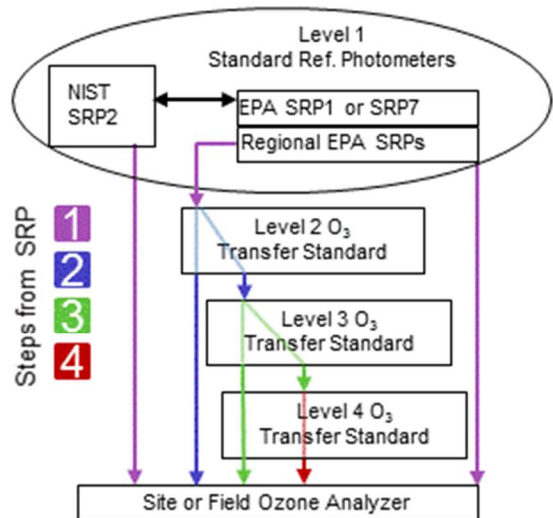 Level 1
Standard Ref. Photometers
NIST
SRP2
EPA SRP1 or SRP7
Regional EPA SRPs
Steps from SRP
1
2
3
4
Level 2 O₃
Transfer Standard
Level 3 O₃
Transfer Standard
Level 4 O₃
Transfer Standard
Site or Field Ozone Analyzer